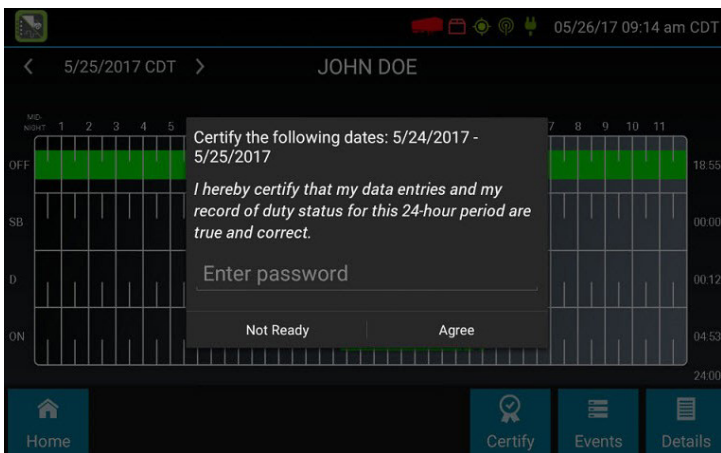 05/26/17 09:14 am CDT
5/25/2017 CDT
JOHN DOE
MID-
NIGHT 1 2 3 4 5 7 8 9 10 11
Certify the following dates: 5/24/2017 -
5/25/2017
I hereby certify that my data entries and my
record of duty status for this 24-hour period are
true and correct.
Enter password
Not Ready Agree
OFF 18:55
SB 00:00
D 00:12
ON 04:53
24:00
Home Certify Events Details